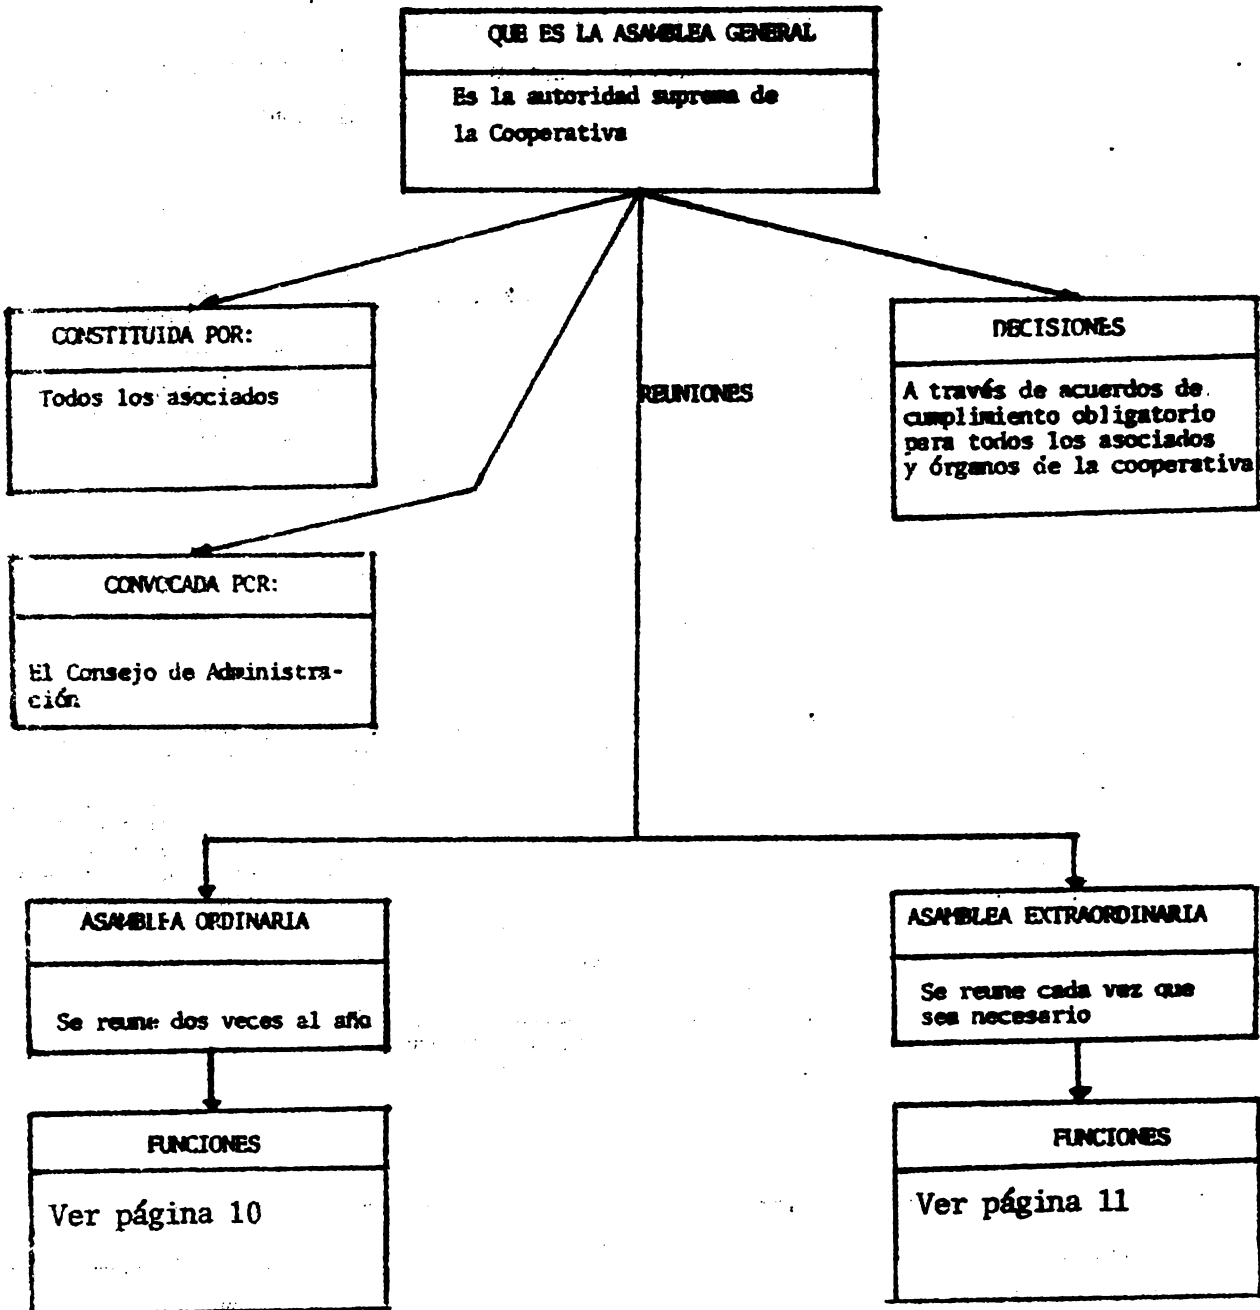 QUE ES LA ASAMBLEA GENERAL
Es la autoridad suprema de
la Cooperativa
CONSTITUIDA POR:
Todos los asociados
CONVOCADA POR:
El Consejo de Administra-
ción
REUNIONES
DECISIONES
A través de acuerdos de
cumplimiento obligatorio
para todos los asociados
y órganos de la cooperativa
ASAMBLEA ORDINARIA
Se reune dos veces al año
FUNCIONES
Ver página 10
ASAMBLEA EXTRAORDINARIA
Se reune cada vez que
sea necesario
FUNCIONES
Ver página 11